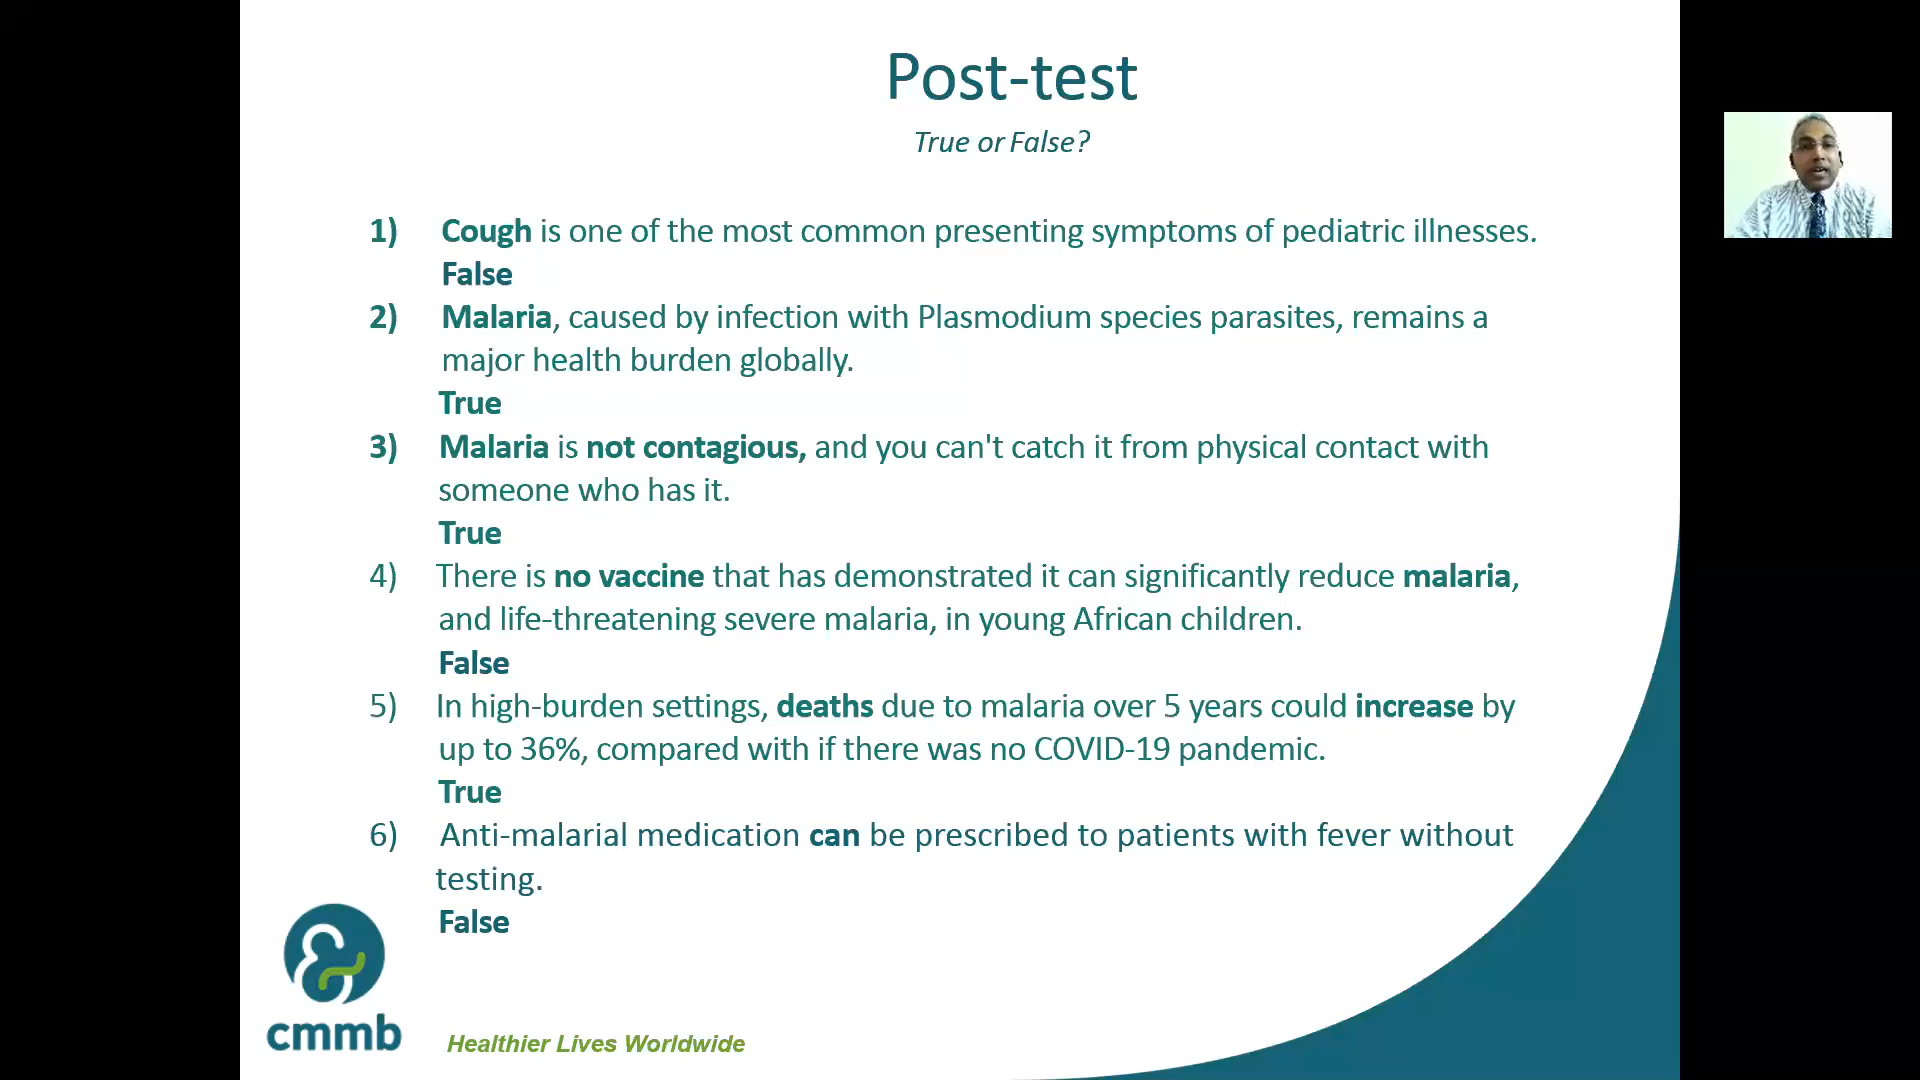 Post-test
True or False?
1) Cough is one of the most common presenting symptoms of pediatric illnesses.
False
2) Malaria, caused by infection with Plasmodium species parasites, remains a
major health burden globally.
True
3) Malaria is not contagious, and you can't catch it from physical contact with
someone who has it.
True
4) There is no vaccine that has demonstrated it can significantly reduce malaria,
and life-threatening severe malaria, in young African children.
False
5) In high-burden settings, deaths due to malaria over 5 years could increase by
up to 36%, compared with if there was no COVID-19 pandemic.
True
6) Anti-malarial medication can be prescribed to patients with fever without
testing.
False
cmmb
Healthier Lives Worldwide